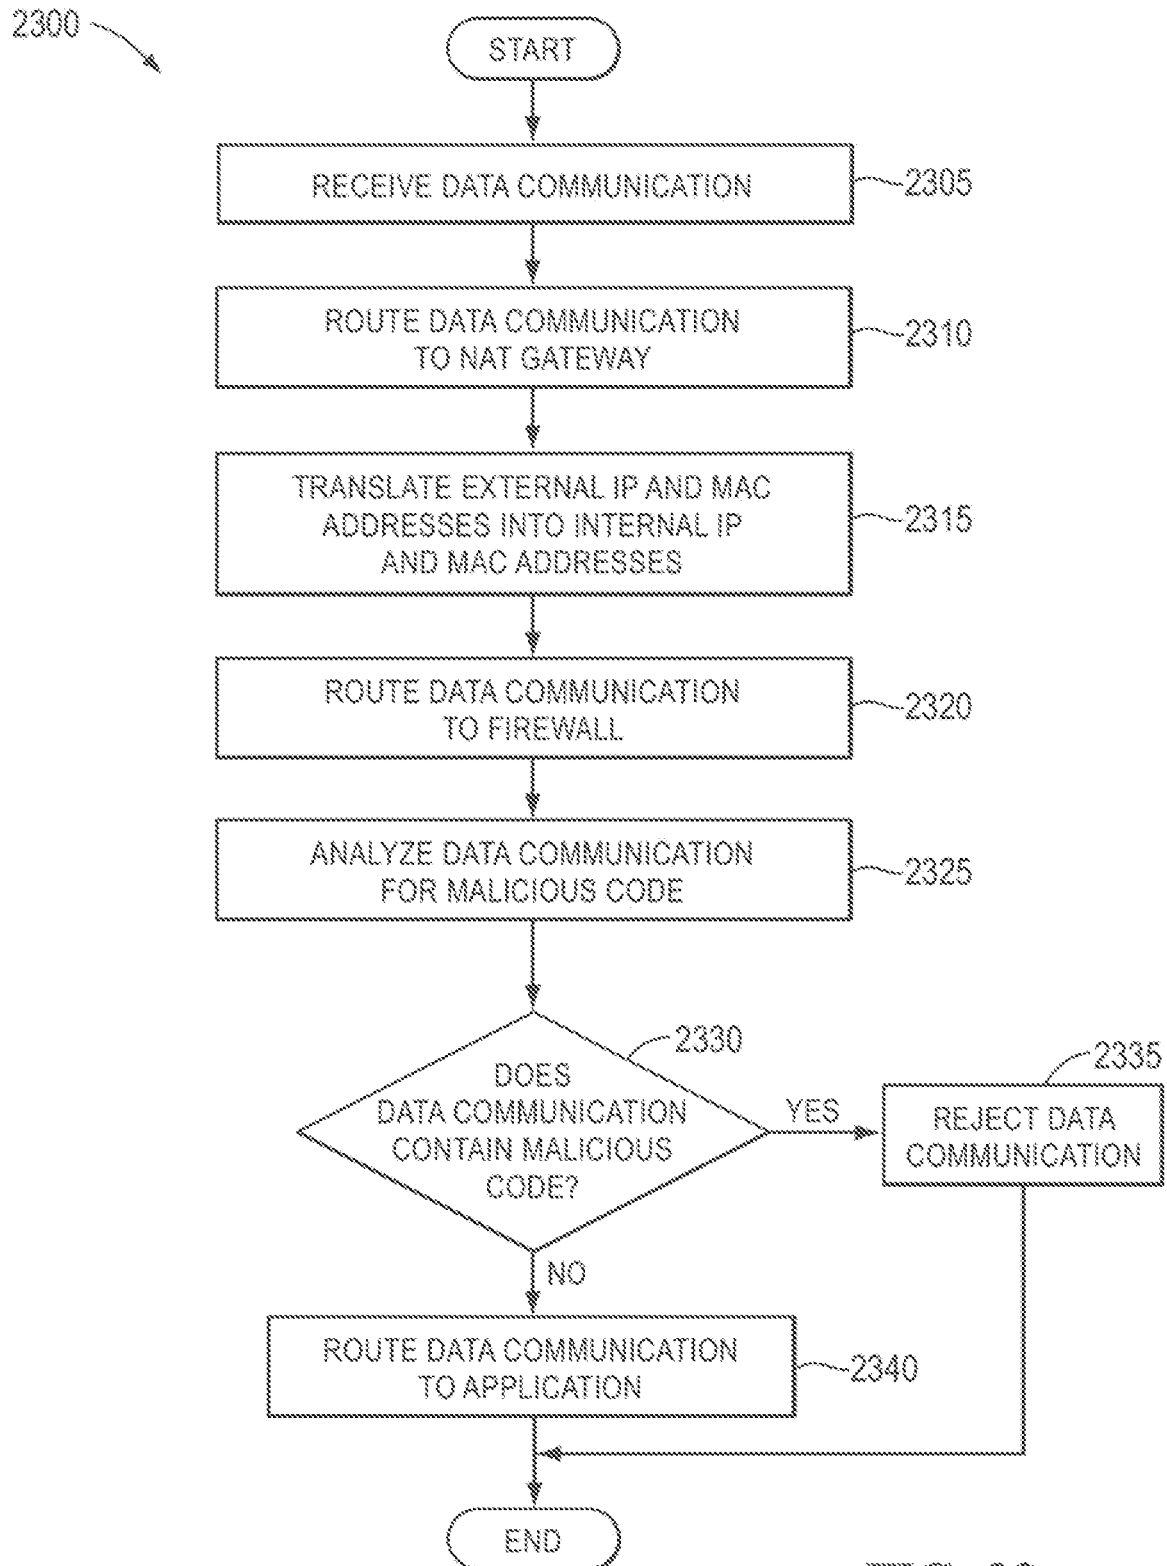 2300
START
RECEIVE DATA COMMUNICATION
2305
ROUTE DATA COMMUNICATION
TO NAT GATEWAY
2310
TRANSLATE EXTERNAL IP AND MAC
ADDRESSES INTO INTERNAL IP
AND MAC ADDRESSES
2315
ROUTE DATA COMMUNICATION
TO FIREWALL
2320
ANALYZE DATA COMMUNICATION
FOR MALICIOUS CODE
2325
DOES
DATA COMMUNICATION
CONTAIN MALICIOUS
CODE?
2330
YES
REJECT DATA
COMMUNICATION
2335
NO
ROUTE DATA COMMUNICATION
TO APPLICATION
2340
END